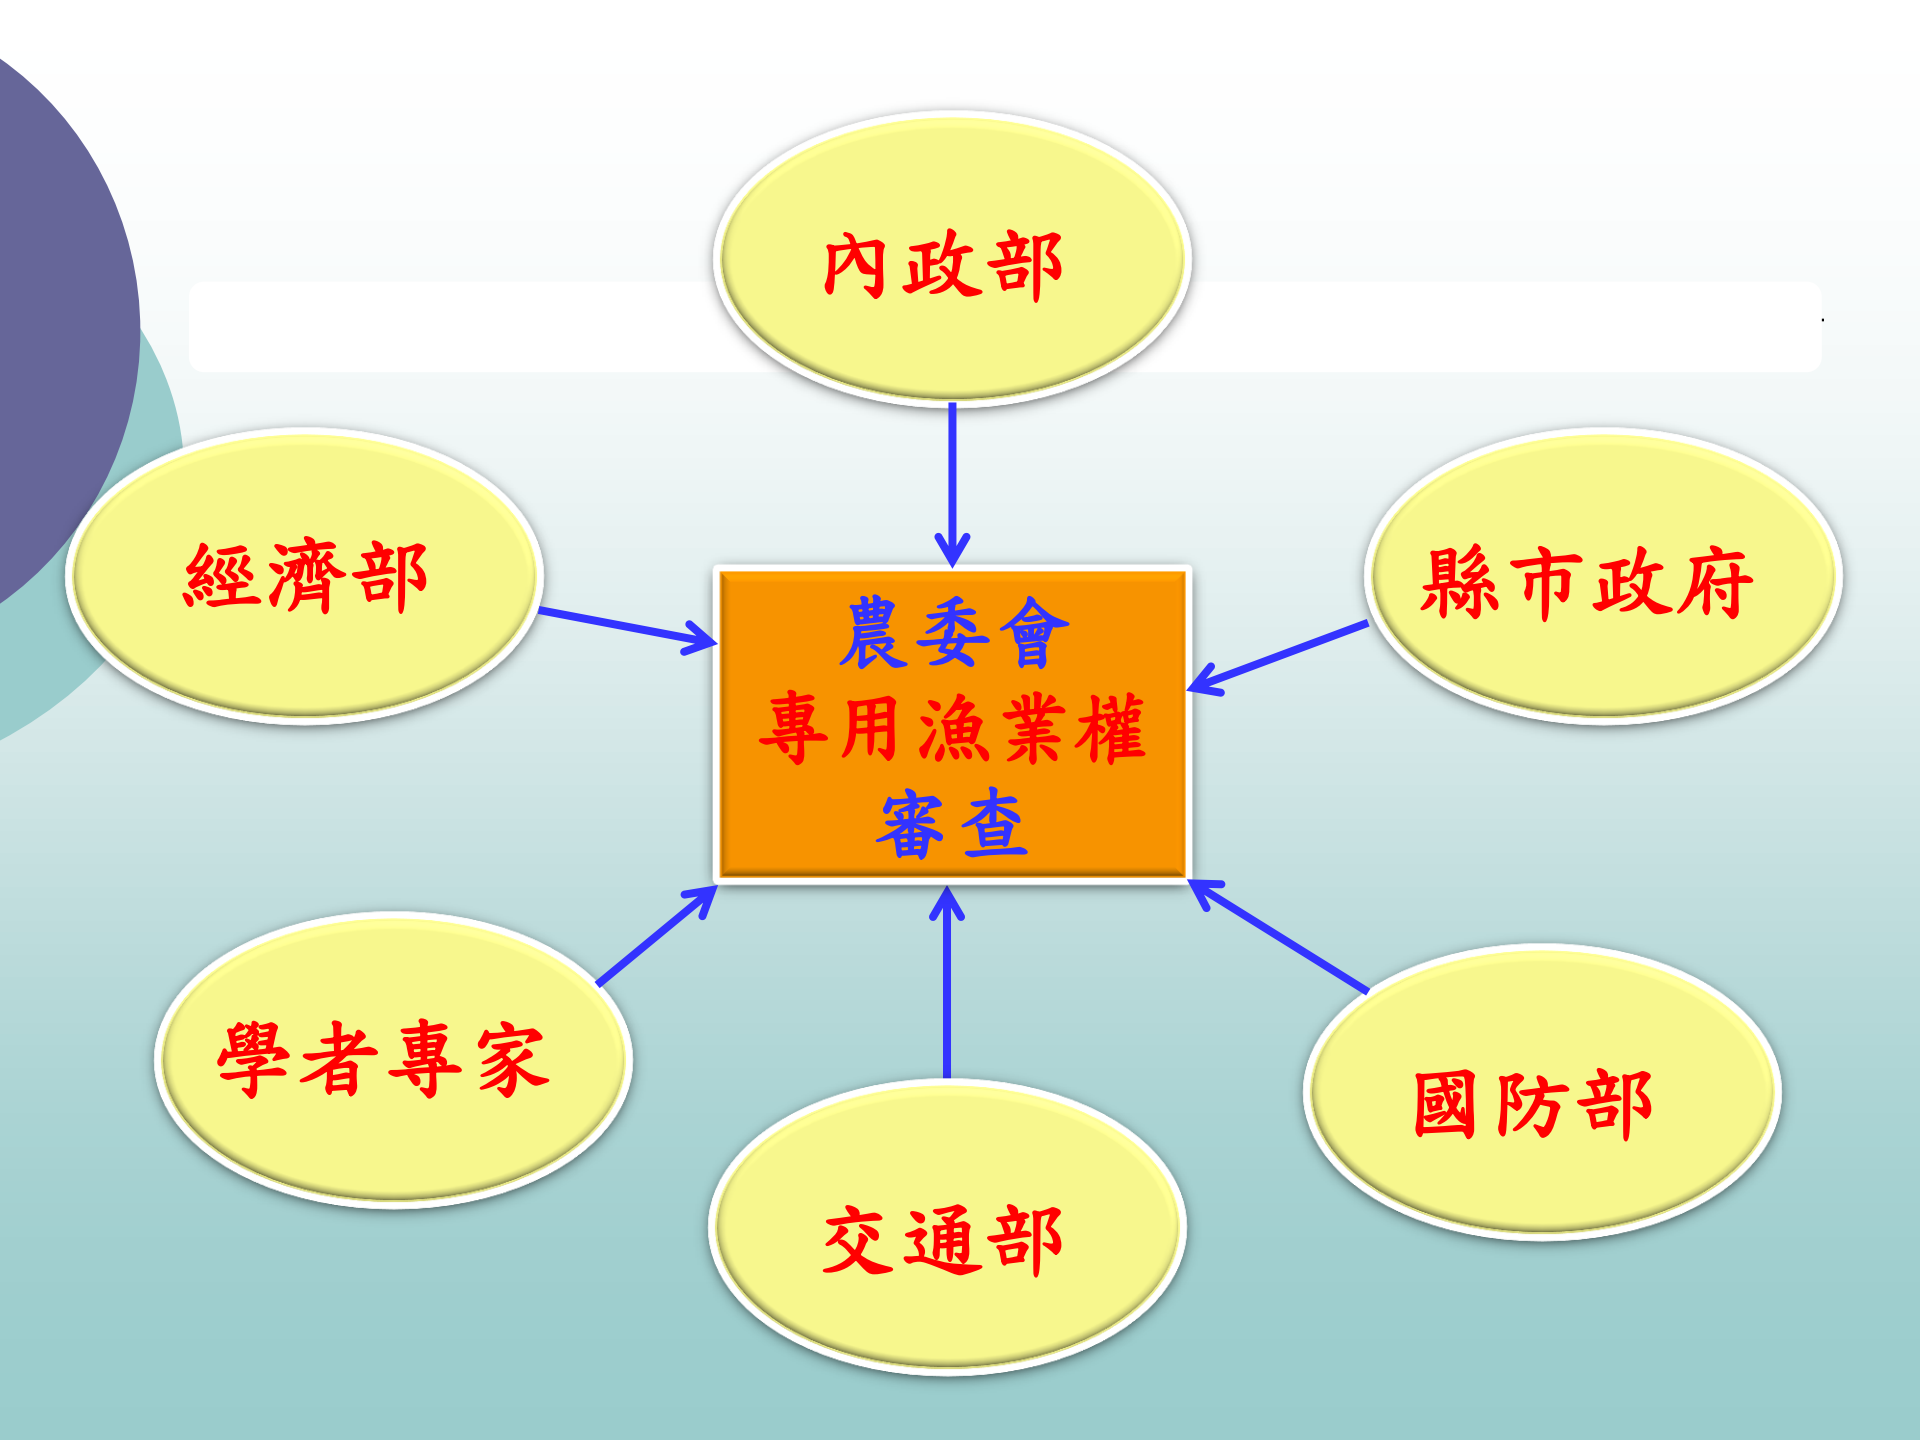 內政部
經濟部
縣市政府
農委會
專用漁業權
審查
學者專家
國防部
交通部